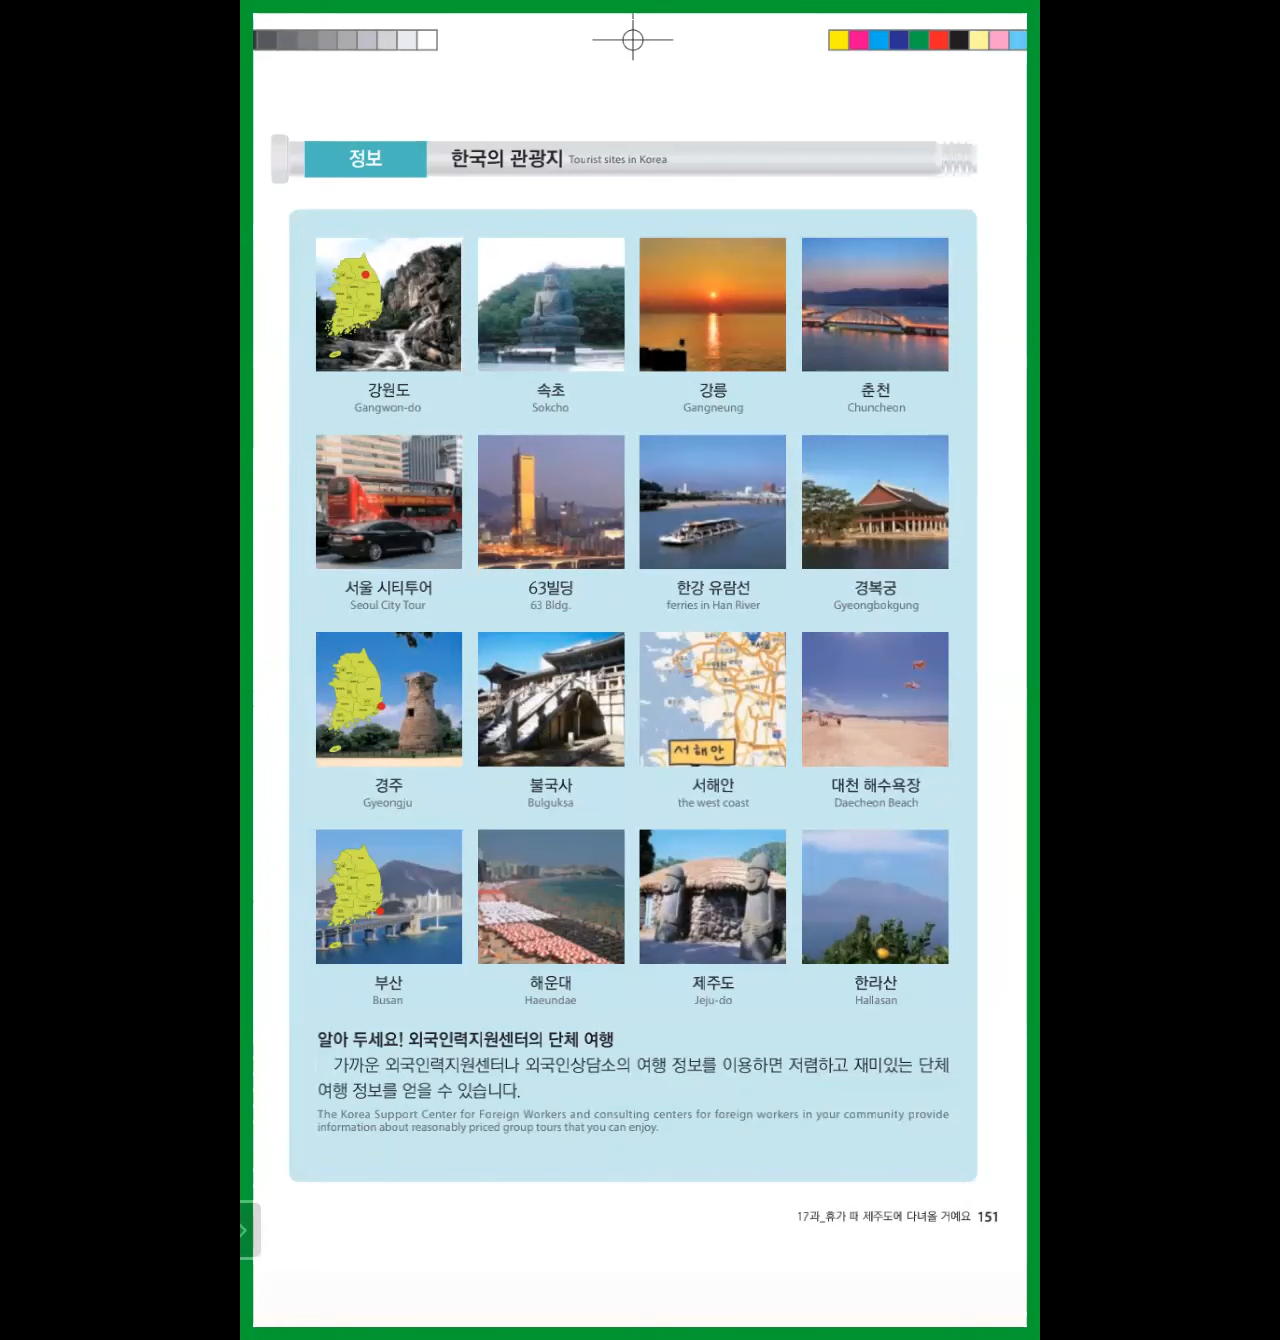 정보
한국의 관광지 Tourist sites in Korea
강원도
Gangwon-do
속초
Sokcho
강릉
Gangneung
춘천
Chuncheon
서울 시티투어
Seoul City Tour
63빌딩
63 Bldg.
한강 유람선
ferries in Han River
경복궁
Gyeongbokgung
서해안
경주
Gyeongju
불국사
Bulguksa
서해안
the west coast
대천 해수욕장
Daecheon Beach
부산
Busan
해운대
Haeundae
제주도
Jeju-do
한라산
Hallasan
알아 두세요! 외국인력지원센터의 단체 여행
가까운 외국인력지원센터나 외국인상담소의 여행 정보를 이용하면 저렴하고 재미있는 단체
여행 정보를 얻을 수 있습니다.
The Korea Support Center for Foreign Workers and consulting centers for foreign workers in your community provide
information about reasonably priced group tours that you can enjoy.
17과_휴가 때 제주도에 다녀올 거예요 151